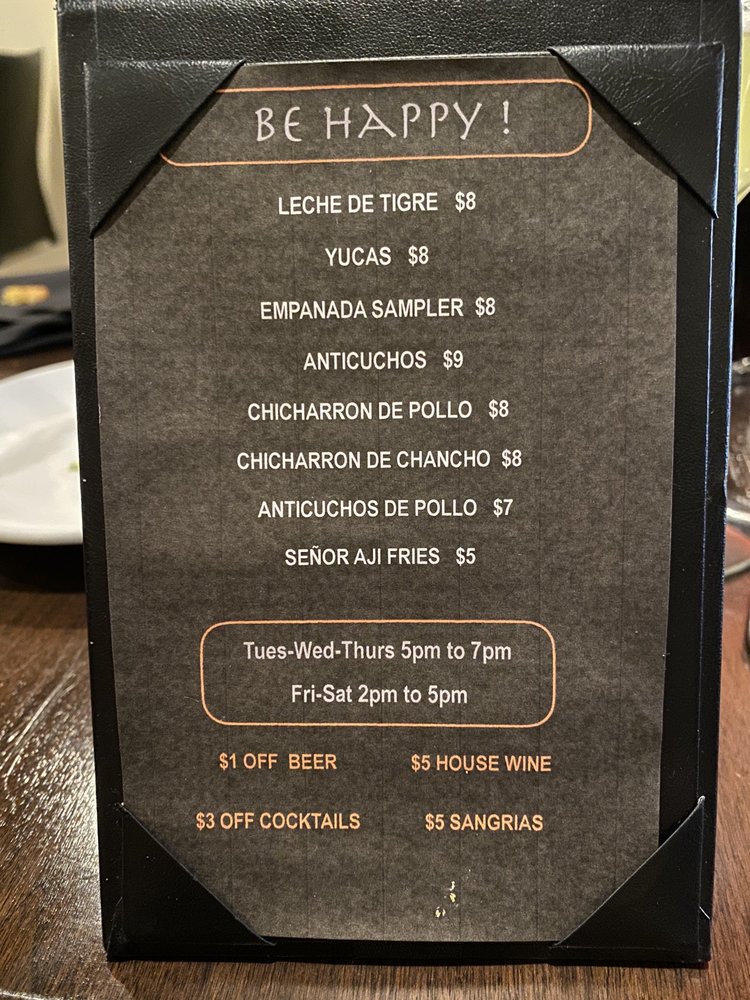 BE HAPPY !
LECHE DE TIGRE $8
YUCAS $8
EMPANADA SAMPLER $8
ANTICUCHOS $9
CHICHARRON DE POLLO $8
CHICHARRON DE CHANCHO $8
ANTICUCHOS DE POLLO $7
SEÑOR AJI FRIES $5
Tues-Wed-Thurs 5pm to 7pm
Fri-Sat 2pm to 5pm
$1 OFF BEER $5 HOUSE WINE
$3 OFF COCKTAILS $5 SANGRIAS